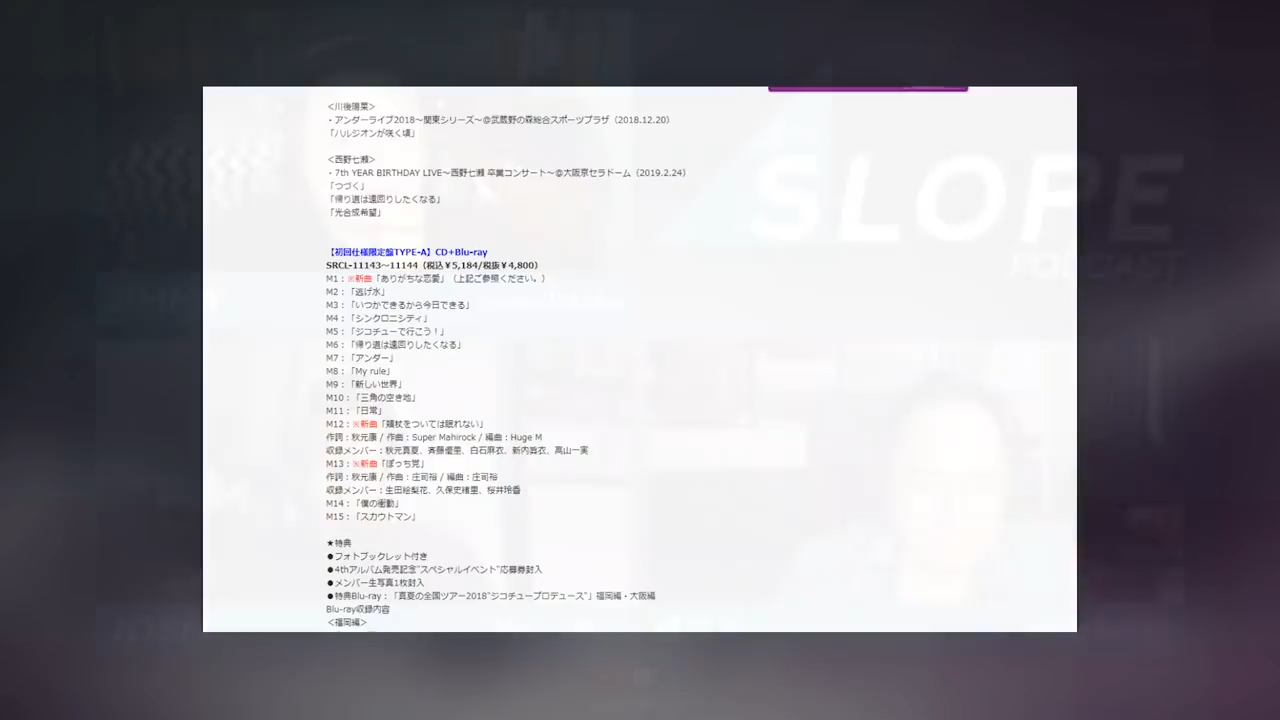 SLOPE
<川後陽菜>
・アンダーライブ2018～関東シリーズ～@武蔵野の森総合スポーツプラザ（2018.12.20）
「ハルジオンが咲く頃」
<西野七瀬>
・7th YEAR BIRTHDAY LIVE～西野七瀬 卒業コンサート～@大阪京セラドーム（2019.2.24）
「つづく」
「帰り道は遠回りしたくなる」
「光合成希望」
【初回仕様限定盤TYPE-A】CD+Blu-ray
SRCL-11143～11144（税込￥5,184/税抜￥4,800）
M1：※新曲「ありがちな恋愛」（上記ご参照ください。）
M2：「逃げ水」
M3：「いつかできるから今日できる」
M4：「シンクロニシティ」
M5：「ジコチューで行こう！」
M6：「帰り道は遠回りしたくなる」
M7：「アンダー」
M8：「My rule」
M9：「新しい世界」
M10：「三角の空き地」
M11：「日常」
M12：※新曲「頬杖をついては眠れない」
作詞：秋元康 / 作曲：Super Mahirock / 編曲：Huge M
収録メンバー：秋元真夏、斉藤優里、白石麻衣、新内眞衣、高山一実
M13：※新曲「ぼっち党」
作詞：秋元康 / 作曲：庄司裕 / 編曲：庄司裕
収録メンバー：生田絵梨花、久保史緒里、桜井玲香
M14：「僕の衝動」
M15：「スカウトマン」
★特典
●フォトブックレット付き
●4thアルバム発売記念"スペシャルイベント"応募券封入
●メンバー生写真1枚封入
●特典Blu-ray：「真夏の全国ツアー2018"ジコチュープロデュース"」福岡編・大阪編
Blu-ray収録内容
<福岡編>